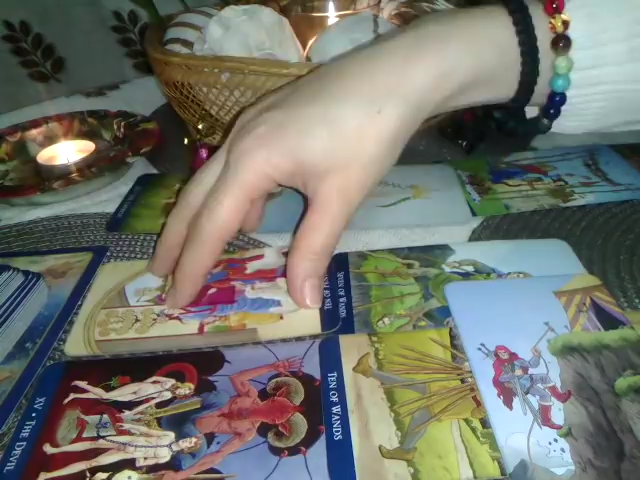 SEVEN OF WANDS
TEN OF WANDS
XV THE DEVIL